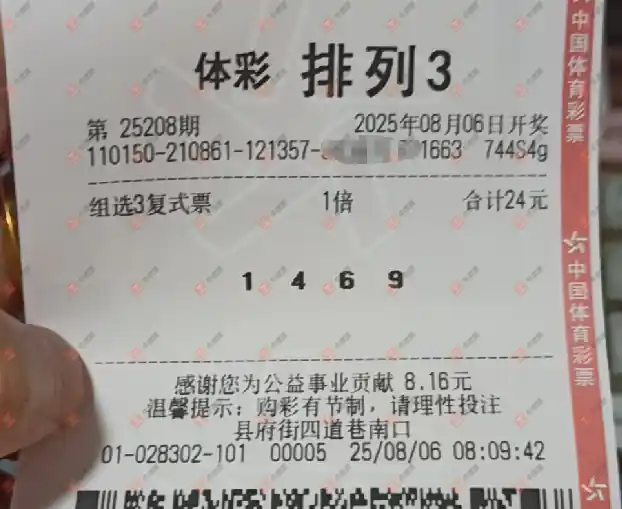 体彩 排列3
第 25208期 2025年08月06日开奖
110150-210861-121357- 1663 744S4g
组选3复式票 1倍 合计24元
1 4 6 9
感谢您为公益事业贡献 8.16元
温馨提示：购彩有节制，请理性投注
县府街四道巷南口
01-028302-101 00005 25/08/06 08:09:42
中国体育彩票
中国体育彩票